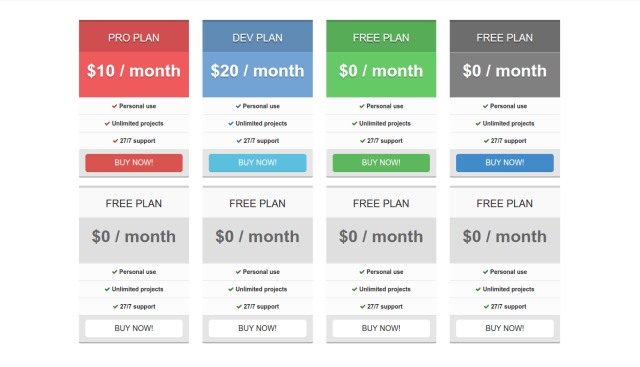 PRO PLAN
$10 / month
Personal use
Unlimited projects
27/7 support
BUY NOW!
DEV PLAN
$20 / month
Personal use
Unlimited projects
27/7 support
BUY NOW!
FREE PLAN
$0 / month
Personal use
Unlimited projects
27/7 support
BUY NOW!
FREE PLAN
$0 / month
Personal use
Unlimited projects
27/7 support
BUY NOW!
FREE PLAN
$0 / month
Personal use
Unlimited projects
27/7 support
BUY NOW!
FREE PLAN
$0 / month
Personal use
Unlimited projects
27/7 support
BUY NOW!
FREE PLAN
$0 / month
Personal use
Unlimited projects
27/7 support
BUY NOW!
FREE PLAN
$0 / month
Personal use
Unlimited projects
27/7 support
BUY NOW!